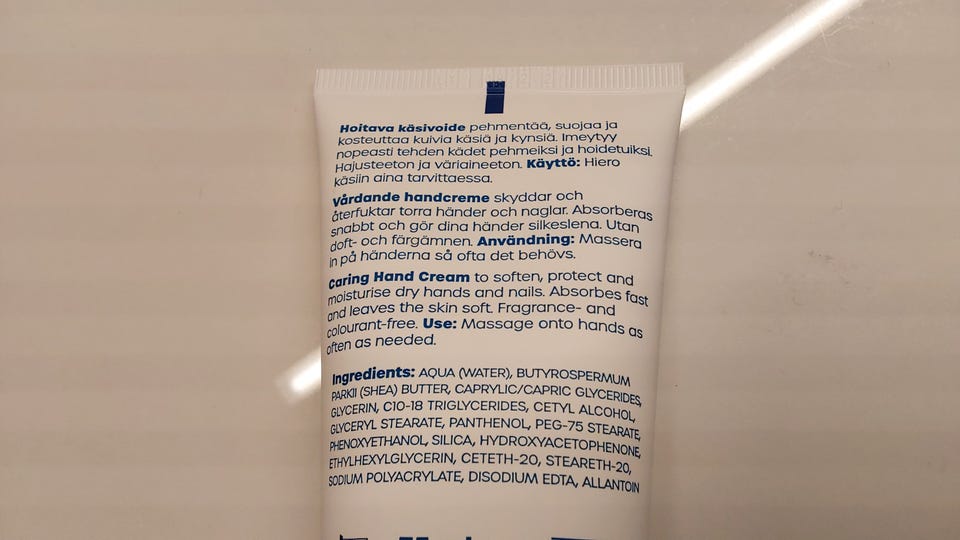 Hoitava käsivoide pehmentää, suojaa ja
kosteuttaa kuivia käsiä ja kynsiä. Imeytyy
nopeasti tehden kädet pehmeiksi ja hoidetuiksi.
Hajusteeton ja väriaineeton. Käyttö: Hiero
käsiin aina tarvittaessa.
Vårdande handcreme skyddar och
återfuktar torra händer och naglar. Absorberas
snabbt och gör dina händer silkeslena. Utan
doft- och färgämnen. Användning: Massera
in på händerna så ofta det behövs.
Caring Hand Cream to soften, protect and
moisturise dry hands and nails. Absorbes fast
and leaves the skin soft. Fragrance- and
colourant-free. Use: Massage onto hands as
often as needed.
Ingredients: AQUA (WATER), BUTYROSPERMUM
PARKII (SHEA) BUTTER, CAPRYLIC/CAPRIC GLYCERIDES,
GLYCERIN, C10-18 TRIGLYCERIDES, CETYL ALCOHOL,
GLYCERYL STEARATE, PANTHENOL, PEG-75 STEARATE,
PHENOXYETHANOL, SILICA, HYDROXYACETOPHENONE,
ETHYLHEXYLGLYCERIN, CETETH-20, STEARETH-20,
SODIUM POLYACRYLATE, DISODIUM EDTA, ALLANTOIN